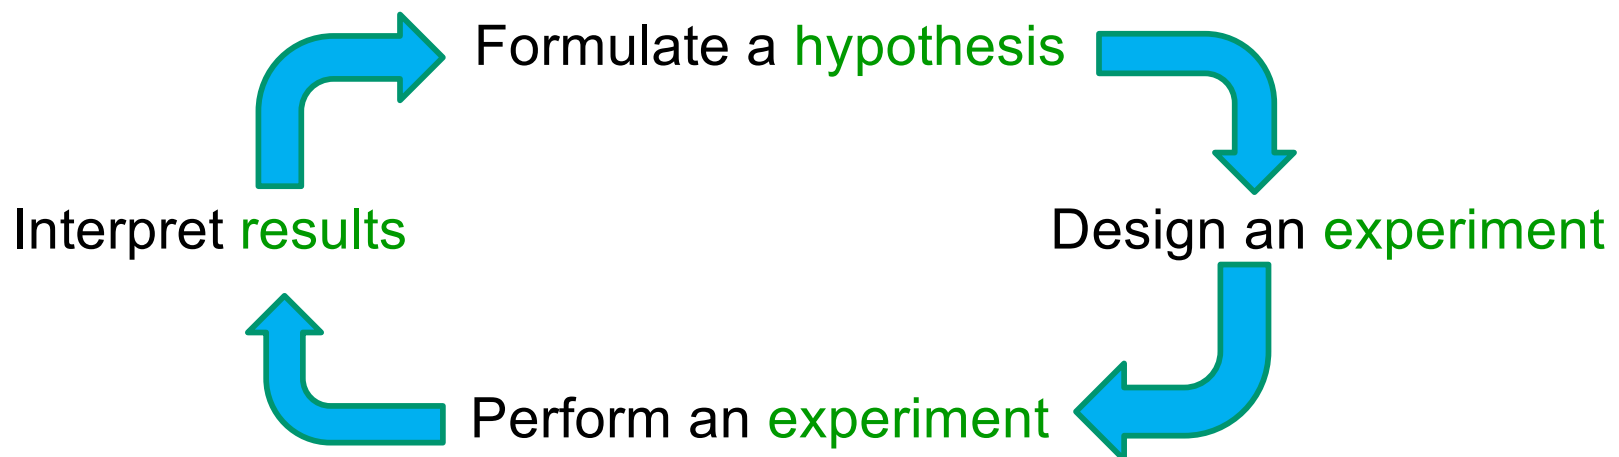 Formulate a hypothesis
Interpret results
Design an experiment
Perform an experiment